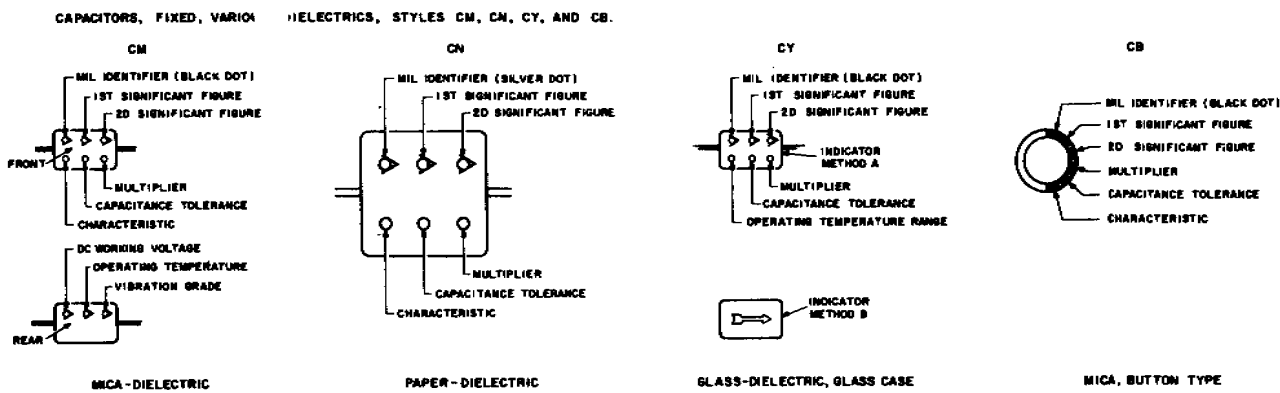 CAPACITORS, FIXED, VARIO IELECTRICS, STYLES CM, CN, CY, AND CB.
CM
MIL IDENTIFIER (BLACK DOT)
1ST SIGNIFICANT FIGURE
2D SIGNIFICANT FIGURE
FRONT
MULTIPLIER
CAPACITANCE TOLERANCE
CHARACTERISTIC
DC WORKING VOLTAGE
OPERATING TEMPERATURE
VIBRATION GRADE
REAR
MICA-DIELECTRIC
CN
MIL IDENTIFIER (SILVER DOT)
1ST SIGNIFICANT FIGURE
2D SIGNIFICANT FIGURE
MULTIPLIER
CAPACITANCE TOLERANCE
CHARACTERISTIC
PAPER-DIELECTRIC
CY
MIL IDENTIFIER (BLACK DOT)
1ST SIGNIFICANT FIGURE
2D SIGNIFICANT FIGURE
INDICATOR
METHOD A
MULTIPLIER
CAPACITANCE TOLERANCE
OPERATING TEMPERATURE RANGE
INDICATOR
METHOD B
GLASS-DIELECTRIC, GLASS CASE
CB
MIL IDENTIFIER (BLACK DOT)
1ST SIGNIFICANT FIGURE
2D SIGNIFICANT FIGURE
MULTIPLIER
CAPACITANCE TOLERANCE
CHARACTERISTIC
MICA, BUTTON TYPE